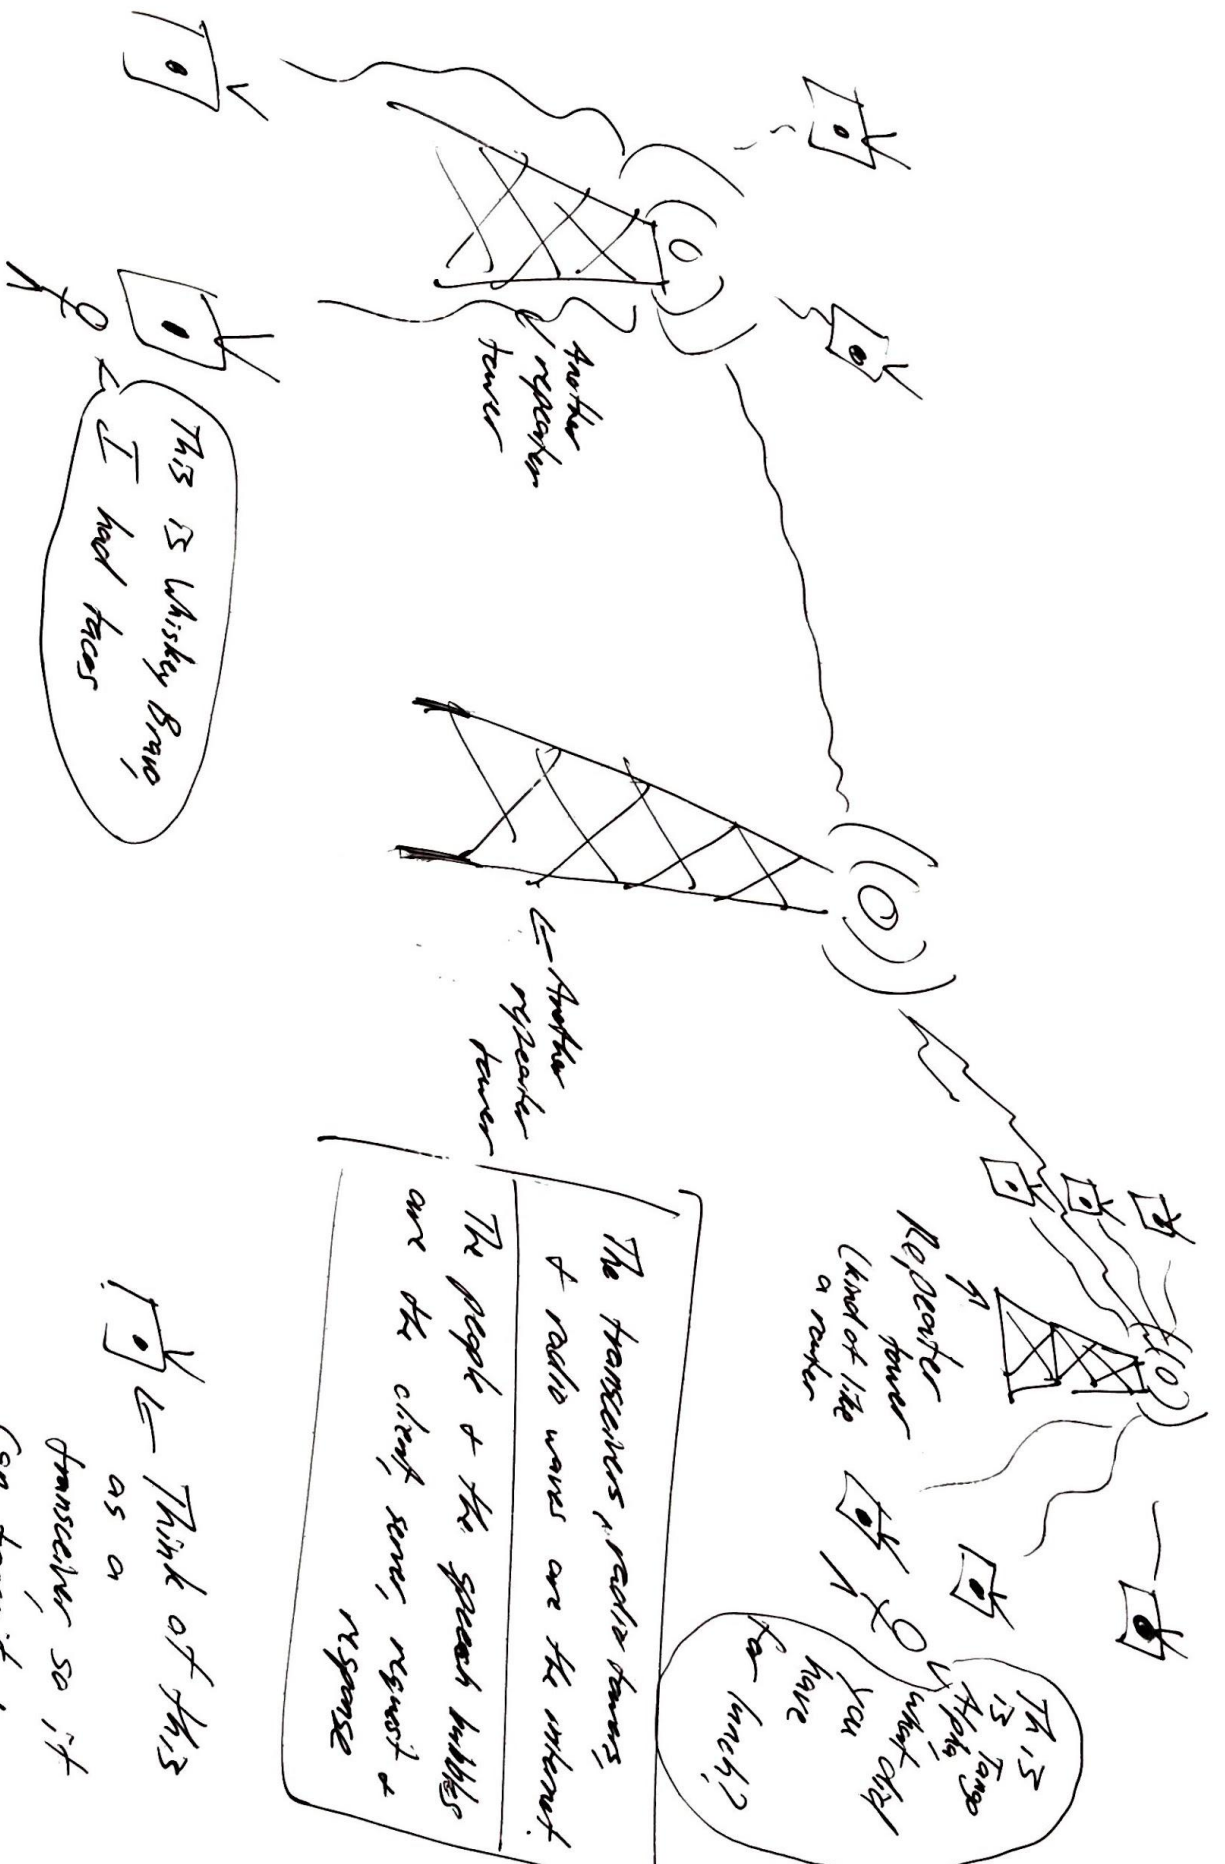 Another
repeater
tower
This is Whiskey Bravo,
I had tacos
Another
repeater
tower
Repeater
tower
(kind of like
a router
This
is Tango
Alpha,
what did
you
have
for lunch?
The transceivers, radio towers,
+ radio waves are the internet.
The people + the speech bubbles
are the client, server, request +
response
Think of this
as a
transceiver, so it